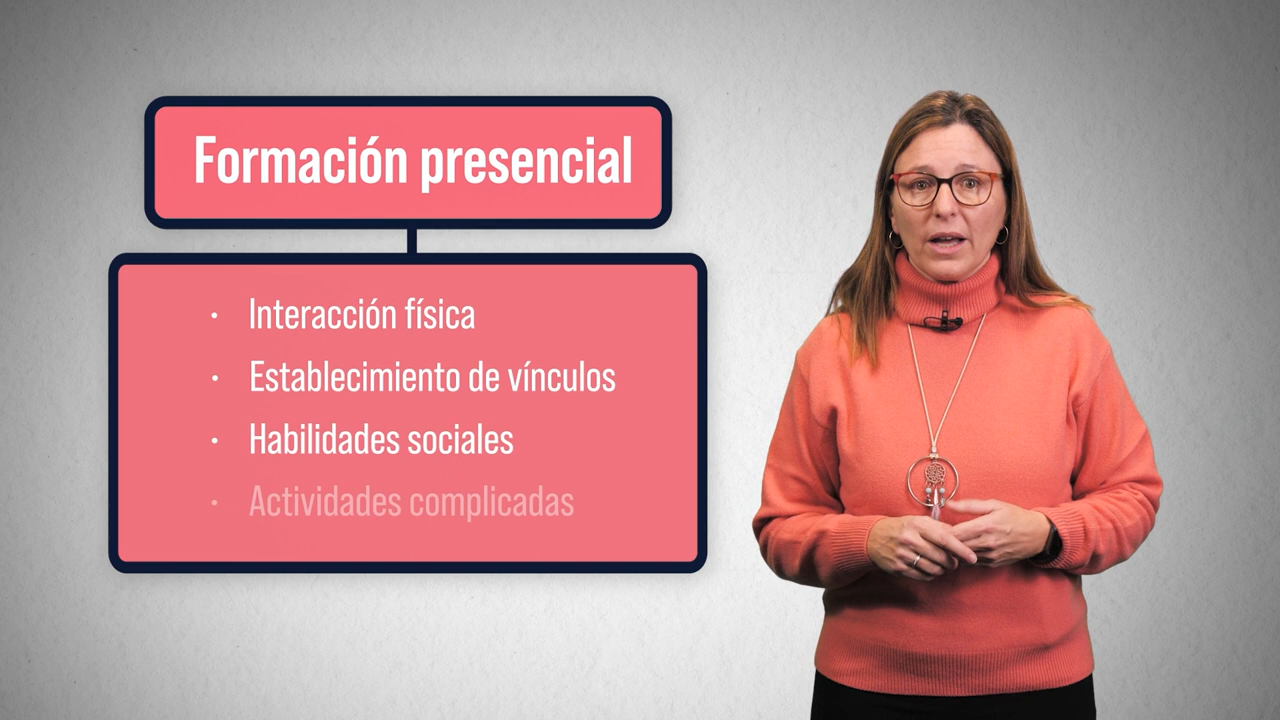 Formación presencial
· Interacción física
· Establecimiento de vínculos
· Habilidades sociales
· Actividades complicadas